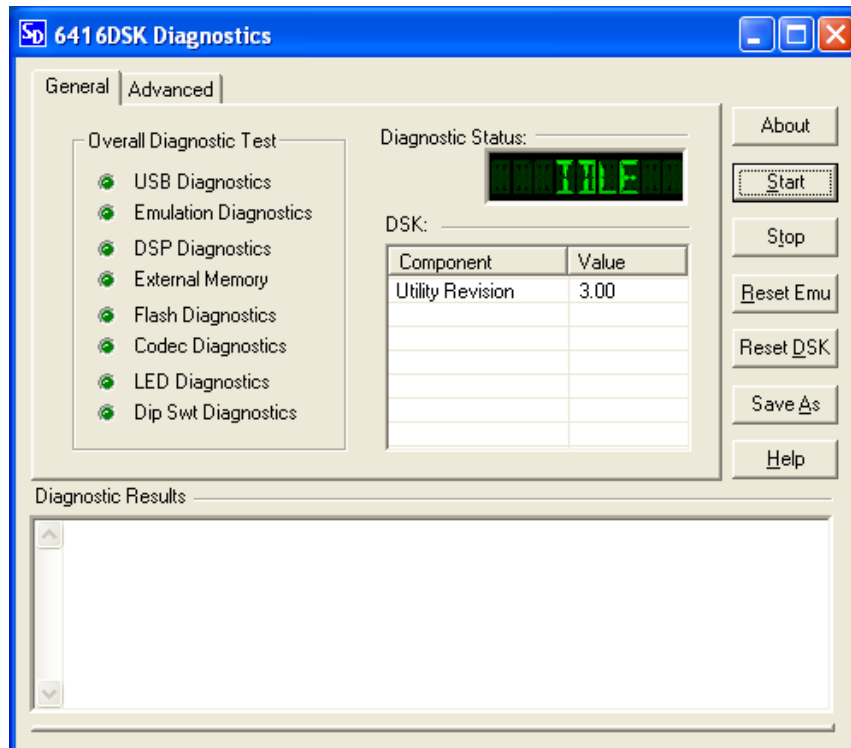 SD 6416DSK Diagnostics
General Advanced
Overall Diagnostic Test
USB Diagnostics
Emulation Diagnostics
DSP Diagnostics
External Memory
Flash Diagnostics
Codec Diagnostics
LED Diagnostics
Dip Swt Diagnostics
Diagnostic Status:
IDLE
DSK:
Component Value
Utility Revision 3.00
About
Start
Stop
Reset Emu
Reset DSK
Save As
Help
Diagnostic Results